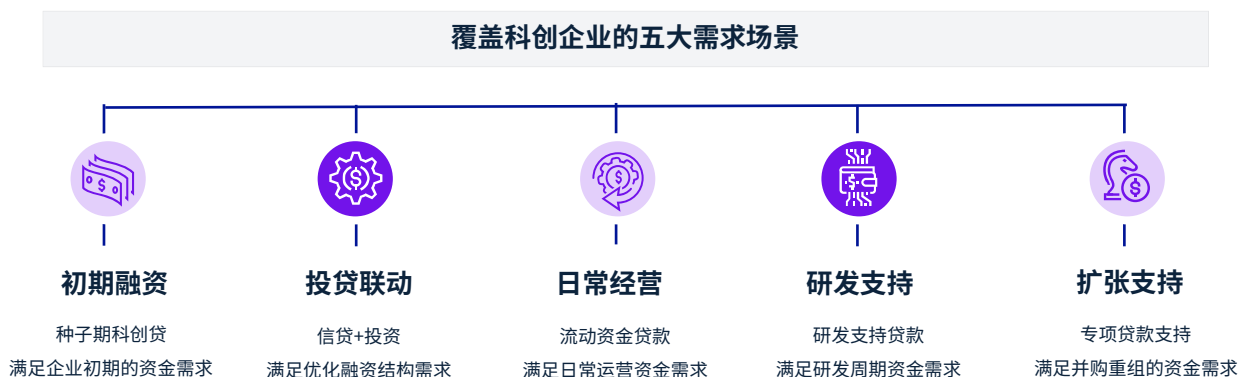 覆盖科创企业的五大需求场景
初期融资
种子期科创贷
满足企业初期的资金需求
投贷联动
信贷+投资
满足优化融资结构需求
日常经营
流动资金贷款
满足日常运营资金需求
研发支持
研发支持贷款
满足研发周期资金需求
扩张支持
专项贷款支持
满足并购重组的资金需求